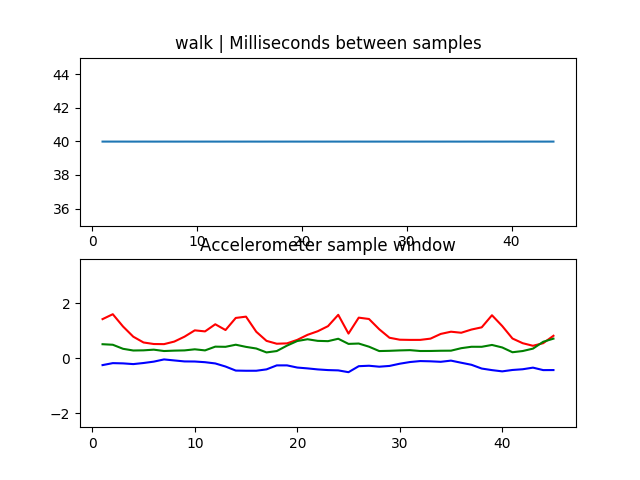 walk | Milliseconds between samples
44
42
40
38
36
0 10 20 30 40
Accelerometer sample window
2
0
−2
0 10 20 30 40